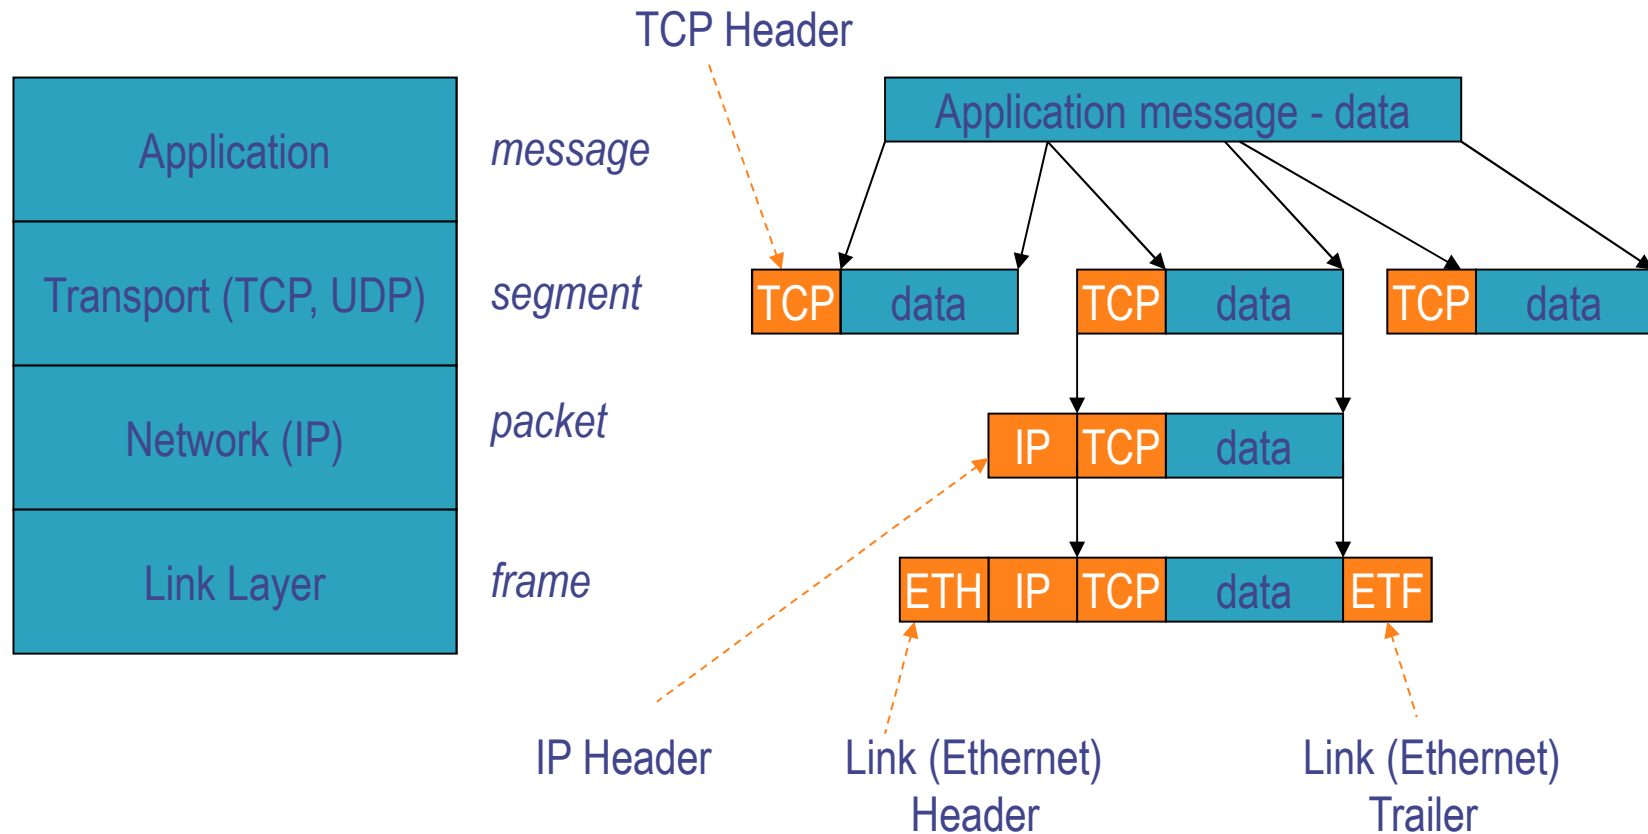 TCP Header
Application
message
Application message - data
Transport (TCP, UDP)
segment
TCP data
TCP data
TCP data
Network (IP)
packet
IP TCP data
Link Layer
frame
ETH IP TCP data ETF
IP Header
Link (Ethernet)
Header
Link (Ethernet)
Trailer